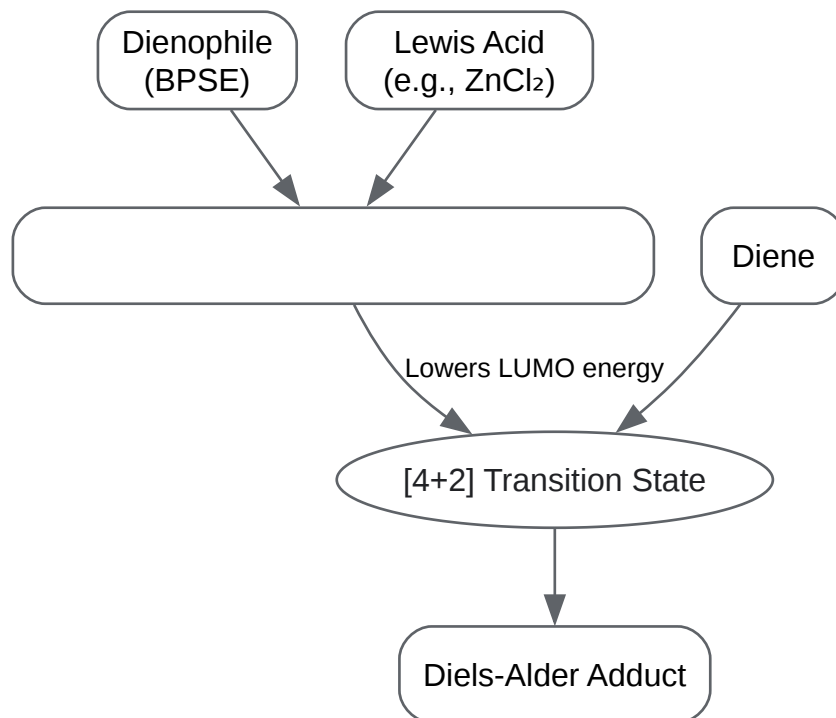 Dienophile
(BPSE)
Lewis Acid
(e.g., ZnCl₂)
Diene
Lowers LUMO energy
[4+2] Transition State
Diels-Alder Adduct